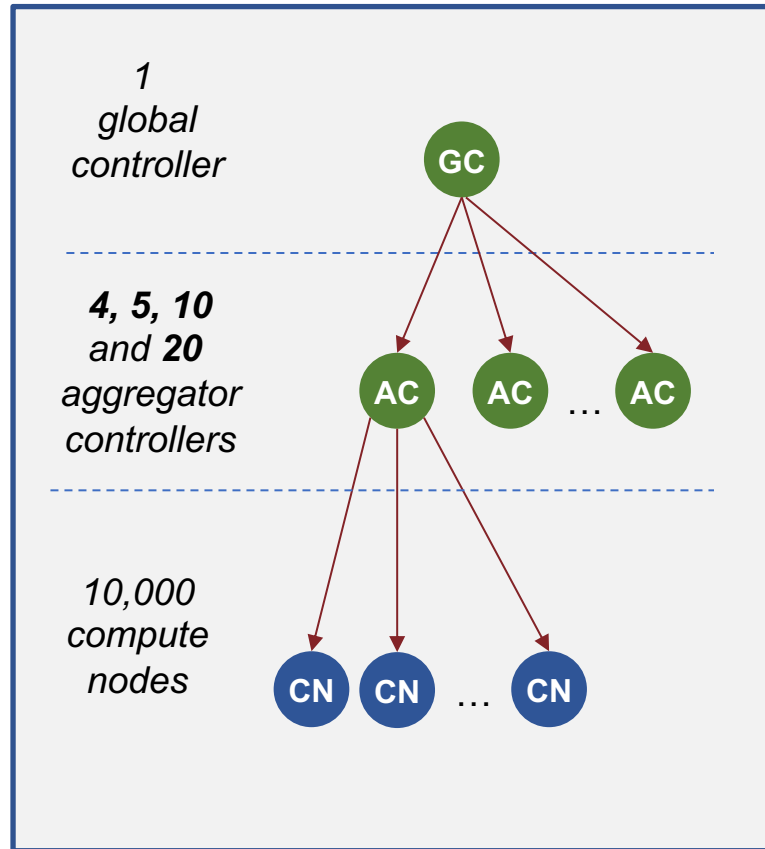 1
global
controller
GC
4, 5, 10
and 20
aggregator
controllers
AC AC ... AC
10,000
compute
nodes
CN CN ... CN